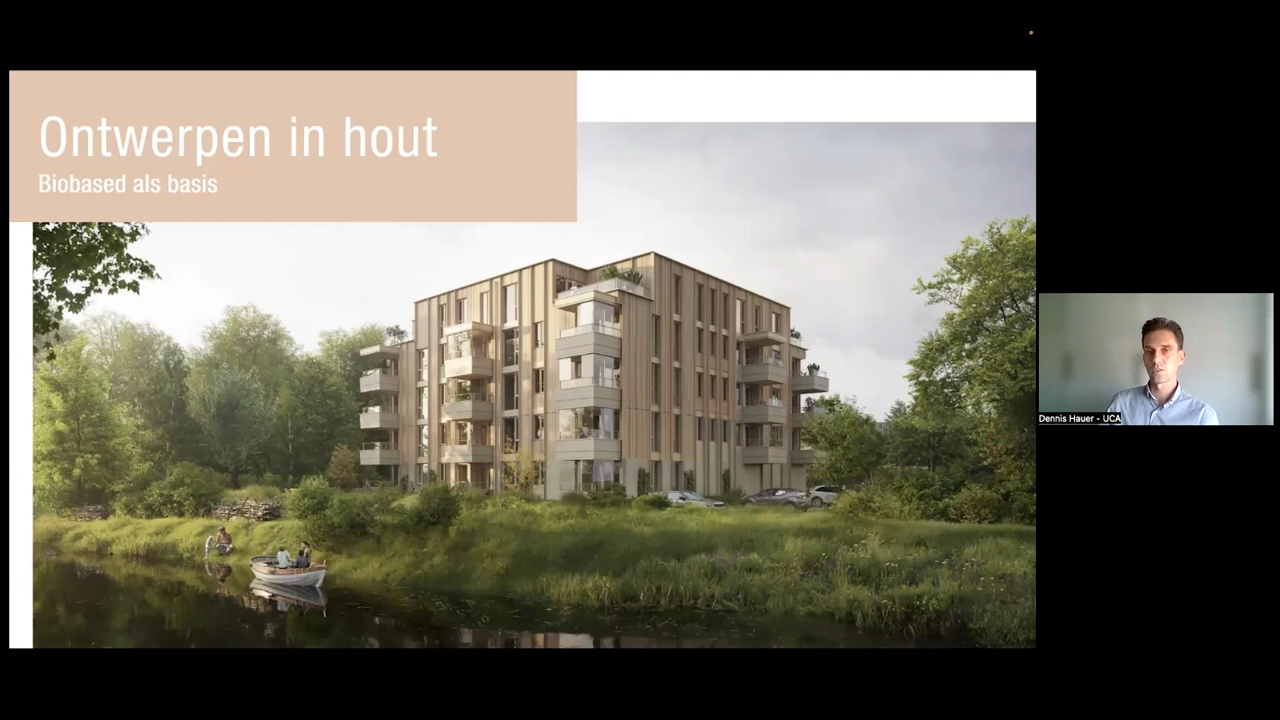 Ontwerpen in hout
Biobased als basis
Dennis Hauer - UCA